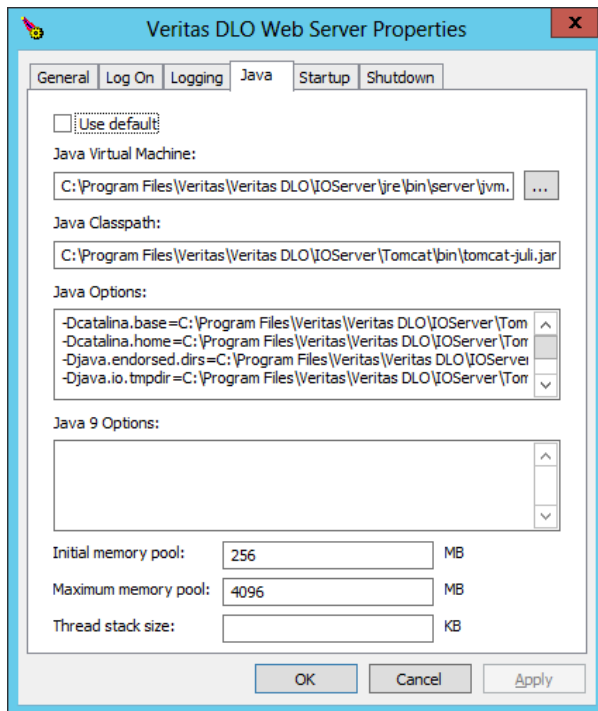 Veritas DLO Web Server Properties
x
General Log On Logging Java Startup Shutdown
Use default
Java Virtual Machine:
C:\Program Files\Veritas\Veritas DLO\IOServer\jre\bin\server\jvm. ...
Java Classpath:
C:\Program Files\Veritas\Veritas DLO\IOServer\Tomcat\bin\tomcat-juli.jar
Java Options:
-Dcatalina.base=C:\Program Files\Veritas\Veritas DLO\IOServer\Tom
-Dcatalina.home=C:\Program Files\Veritas\Veritas DLO\IOServer\Tom
-Djava.endorsed.dirs=C:\Program Files\Veritas\Veritas DLO\IOServer
-Djava.io.tmpdir=C:\Program Files\Veritas\Veritas DLO\IOServer\Tom
Java 9 Options:
Initial memory pool: 256 MB
Maximum memory pool: 4096 MB
Thread stack size: KB
OK Cancel Apply